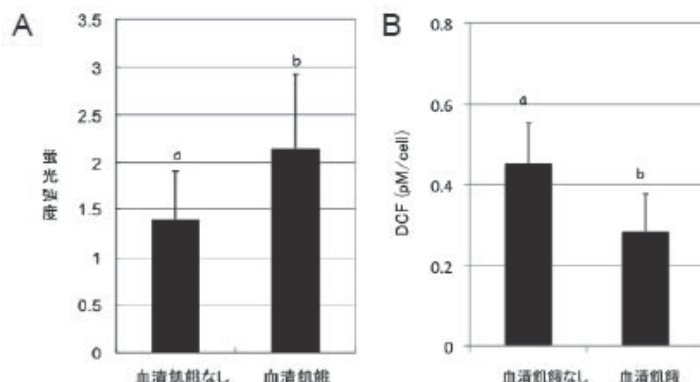 A
3.5
3
2.5
2
1.5
1
0.5
0
蛍光強度
a
b
血清飢餓なし
血清飢餓
B
0.8
0.6
0.4
0.2
0
DCF (pM/cell)
a
b
血清飢餓なし
血清飢餓